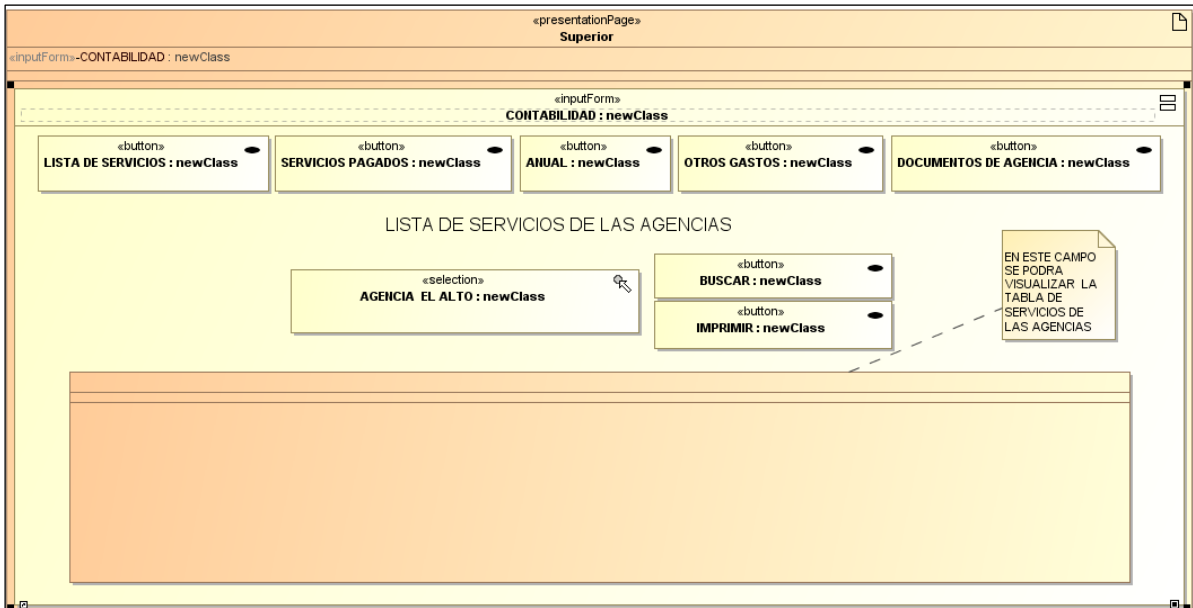 «presentationPage»
Superior
«inputForm»-CONTABILIDAD : newClass
«inputForm»
CONTABILIDAD : newClass
«button»
LISTA DE SERVICIOS : newClass
«button»
SERVICIOS PAGADOS : newClass
«button»
ANUAL : newClass
«button»
OTROS GASTOS : newClass
«button»
DOCUMENTOS DE AGENCIA : newClass
LISTA DE SERVICIOS DE LAS AGENCIAS
«selection»
AGENCIA EL ALTO : newClass
«button»
BUSCAR : newClass
«button»
IMPRIMIR : newClass
EN ESTE CAMPO
SE PODRA
VISUALIZAR LA
TABLA DE
SERVICIOS DE
LAS AGENCIAS